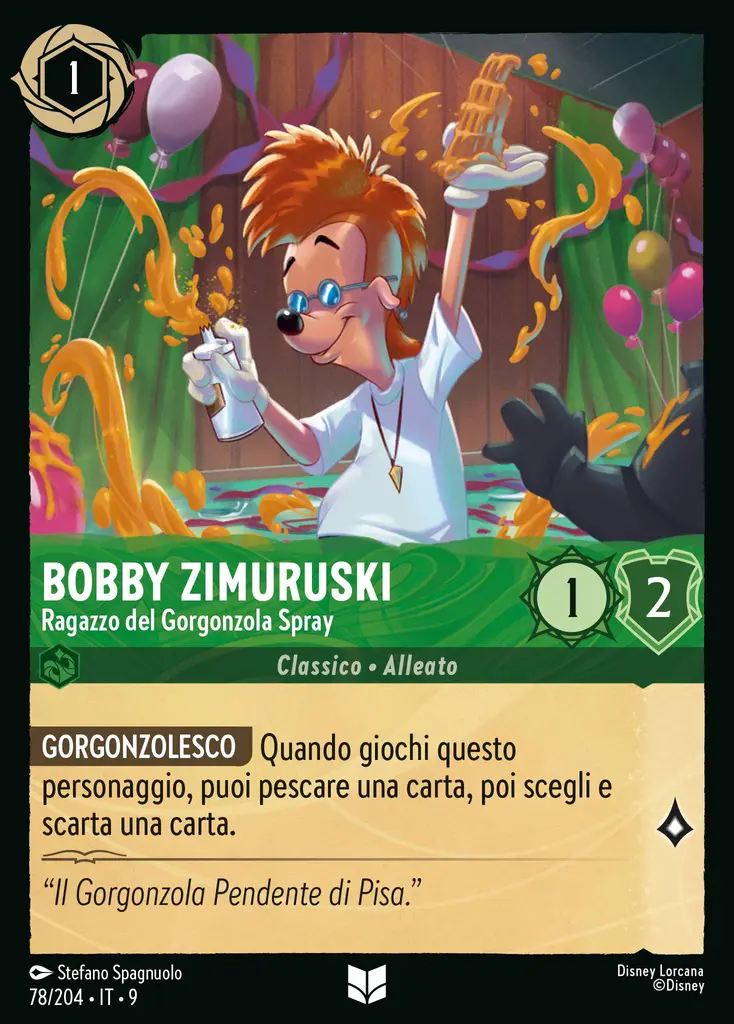 1
BOBBY ZIMURUSKI
Ragazzo del Gorgonzola Spray
1
2
Classico • Alleato
GORGONZOLESCO Quando giochi questo
personaggio, puoi pescare una carta, poi scegli e
scarta una carta.
“Il Gorgonzola Pendente di Pisa.”
Stefano Spagnuolo
78/204 • IT • 9
Disney Lorcana
©Disney